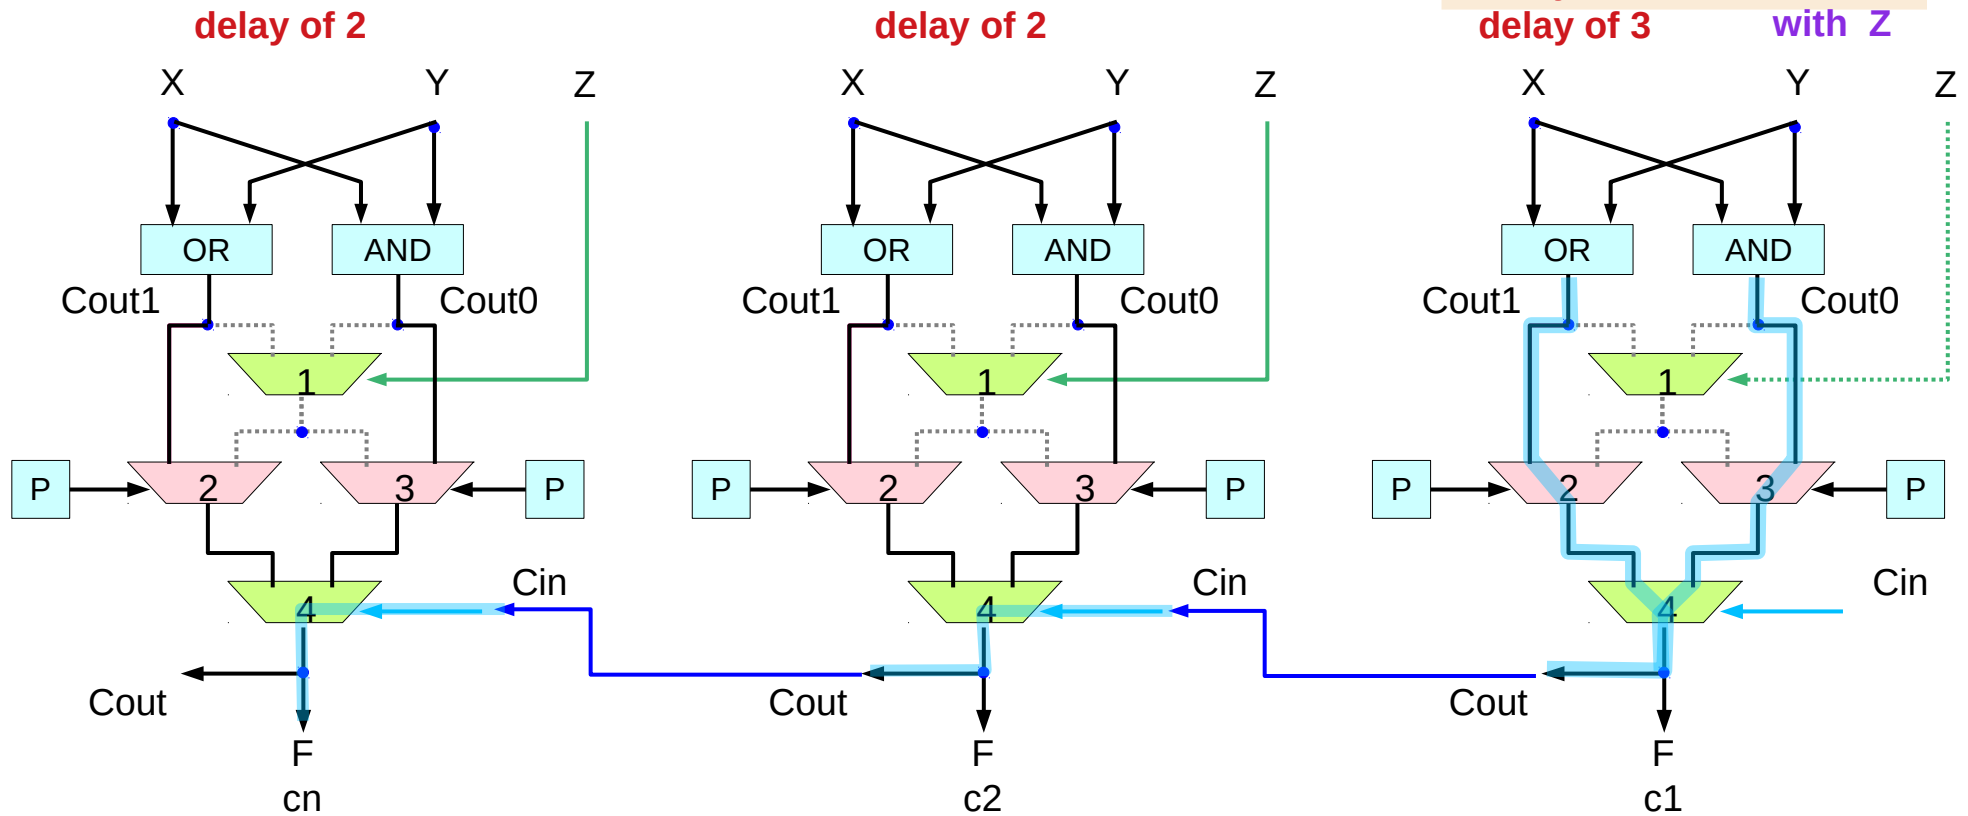 delay of 2
delay of 2
delay of 3
with Z
X Y Z
X Y Z
X Y Z
OR AND
OR AND
OR AND
Cout1 Cout0
Cout1 Cout0
Cout1 Cout0
1
1
1
P 2 3 P
P 2 3 P
P 2 3 P
Cin
Cin
Cin
4
4
4
Cout
Cout
Cout
F
F
F
cn
c2
c1